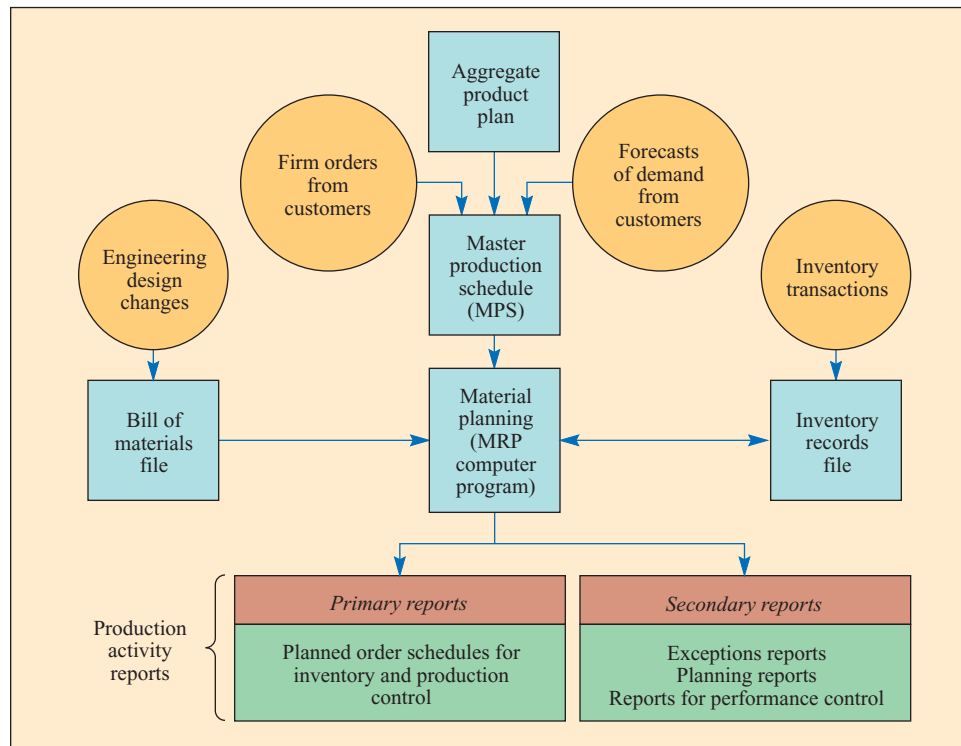 Aggregate
product
plan
Firm orders
from
customers
Forecasts
of demand
from
customers
Engineering
design
changes
Master
production
schedule
(MPS)
Inventory
transactions
Bill of
materials
file
Material
planning
(MRP
computer
program)
Inventory
records
file
Production
activity
reports
Primary reports
Planned order schedules for
inventory and production
control
Secondary reports
Exceptions reports
Planning reports
Reports for performance control